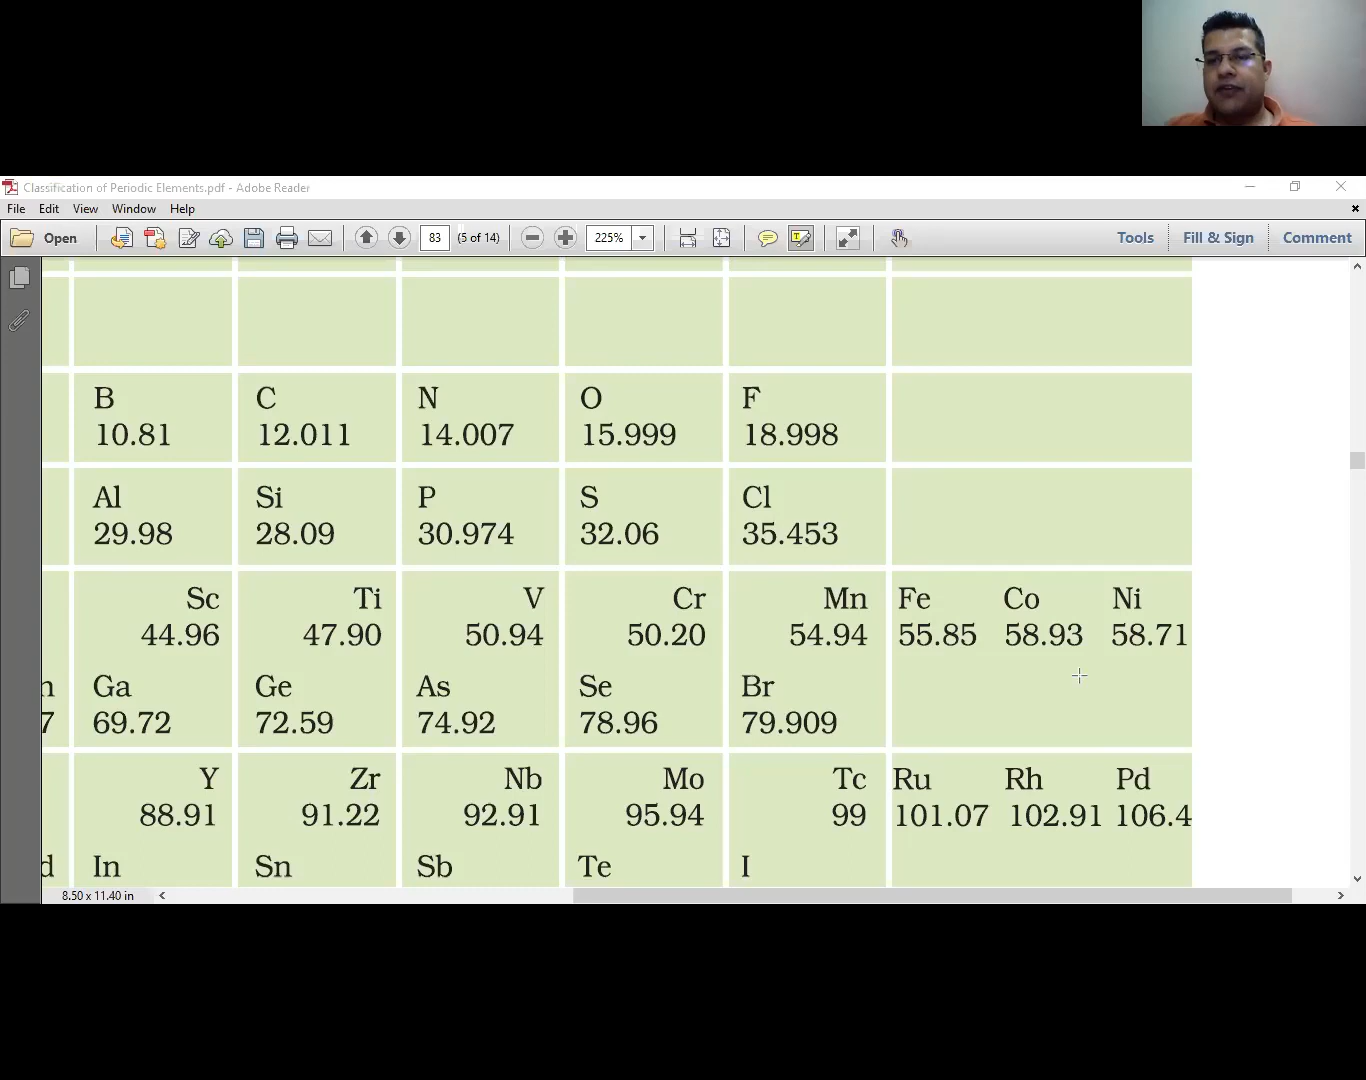 Classification of Periodic Elements.pdf - Adobe Reader
File Edit View Window Help
Open 83 (5 of 14) 225% Tools Fill & Sign Comment
B C N O F
10.81 12.011 14.007 15.999 18.998
Al Si P S Cl
29.98 28.09 30.974 32.06 35.453
Sc Ti V Cr Mn Fe Co Ni
44.96 47.90 50.94 50.20 54.94 55.85 58.93 58.71
Ga Ge As Se Br
7 69.72 72.59 74.92 78.96 79.909
Y Zr Nb Mo Tc Ru Rh Pd
88.91 91.22 92.91 95.94 99 101.07 102.91 106.4
d In Sn Sb Te I
8.50 x 11.40 in